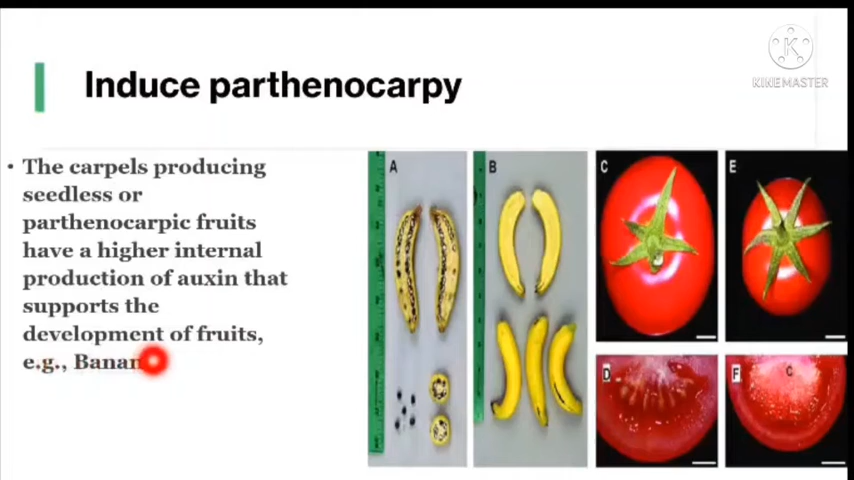 Induce parthenocarpy
KINEMASTER
• The carpels producing
seedless or
parthenocarpic fruits
have a higher internal
production of auxin that
supports the
development of fruits,
e.g.,
A
B
C
E
D
F
C